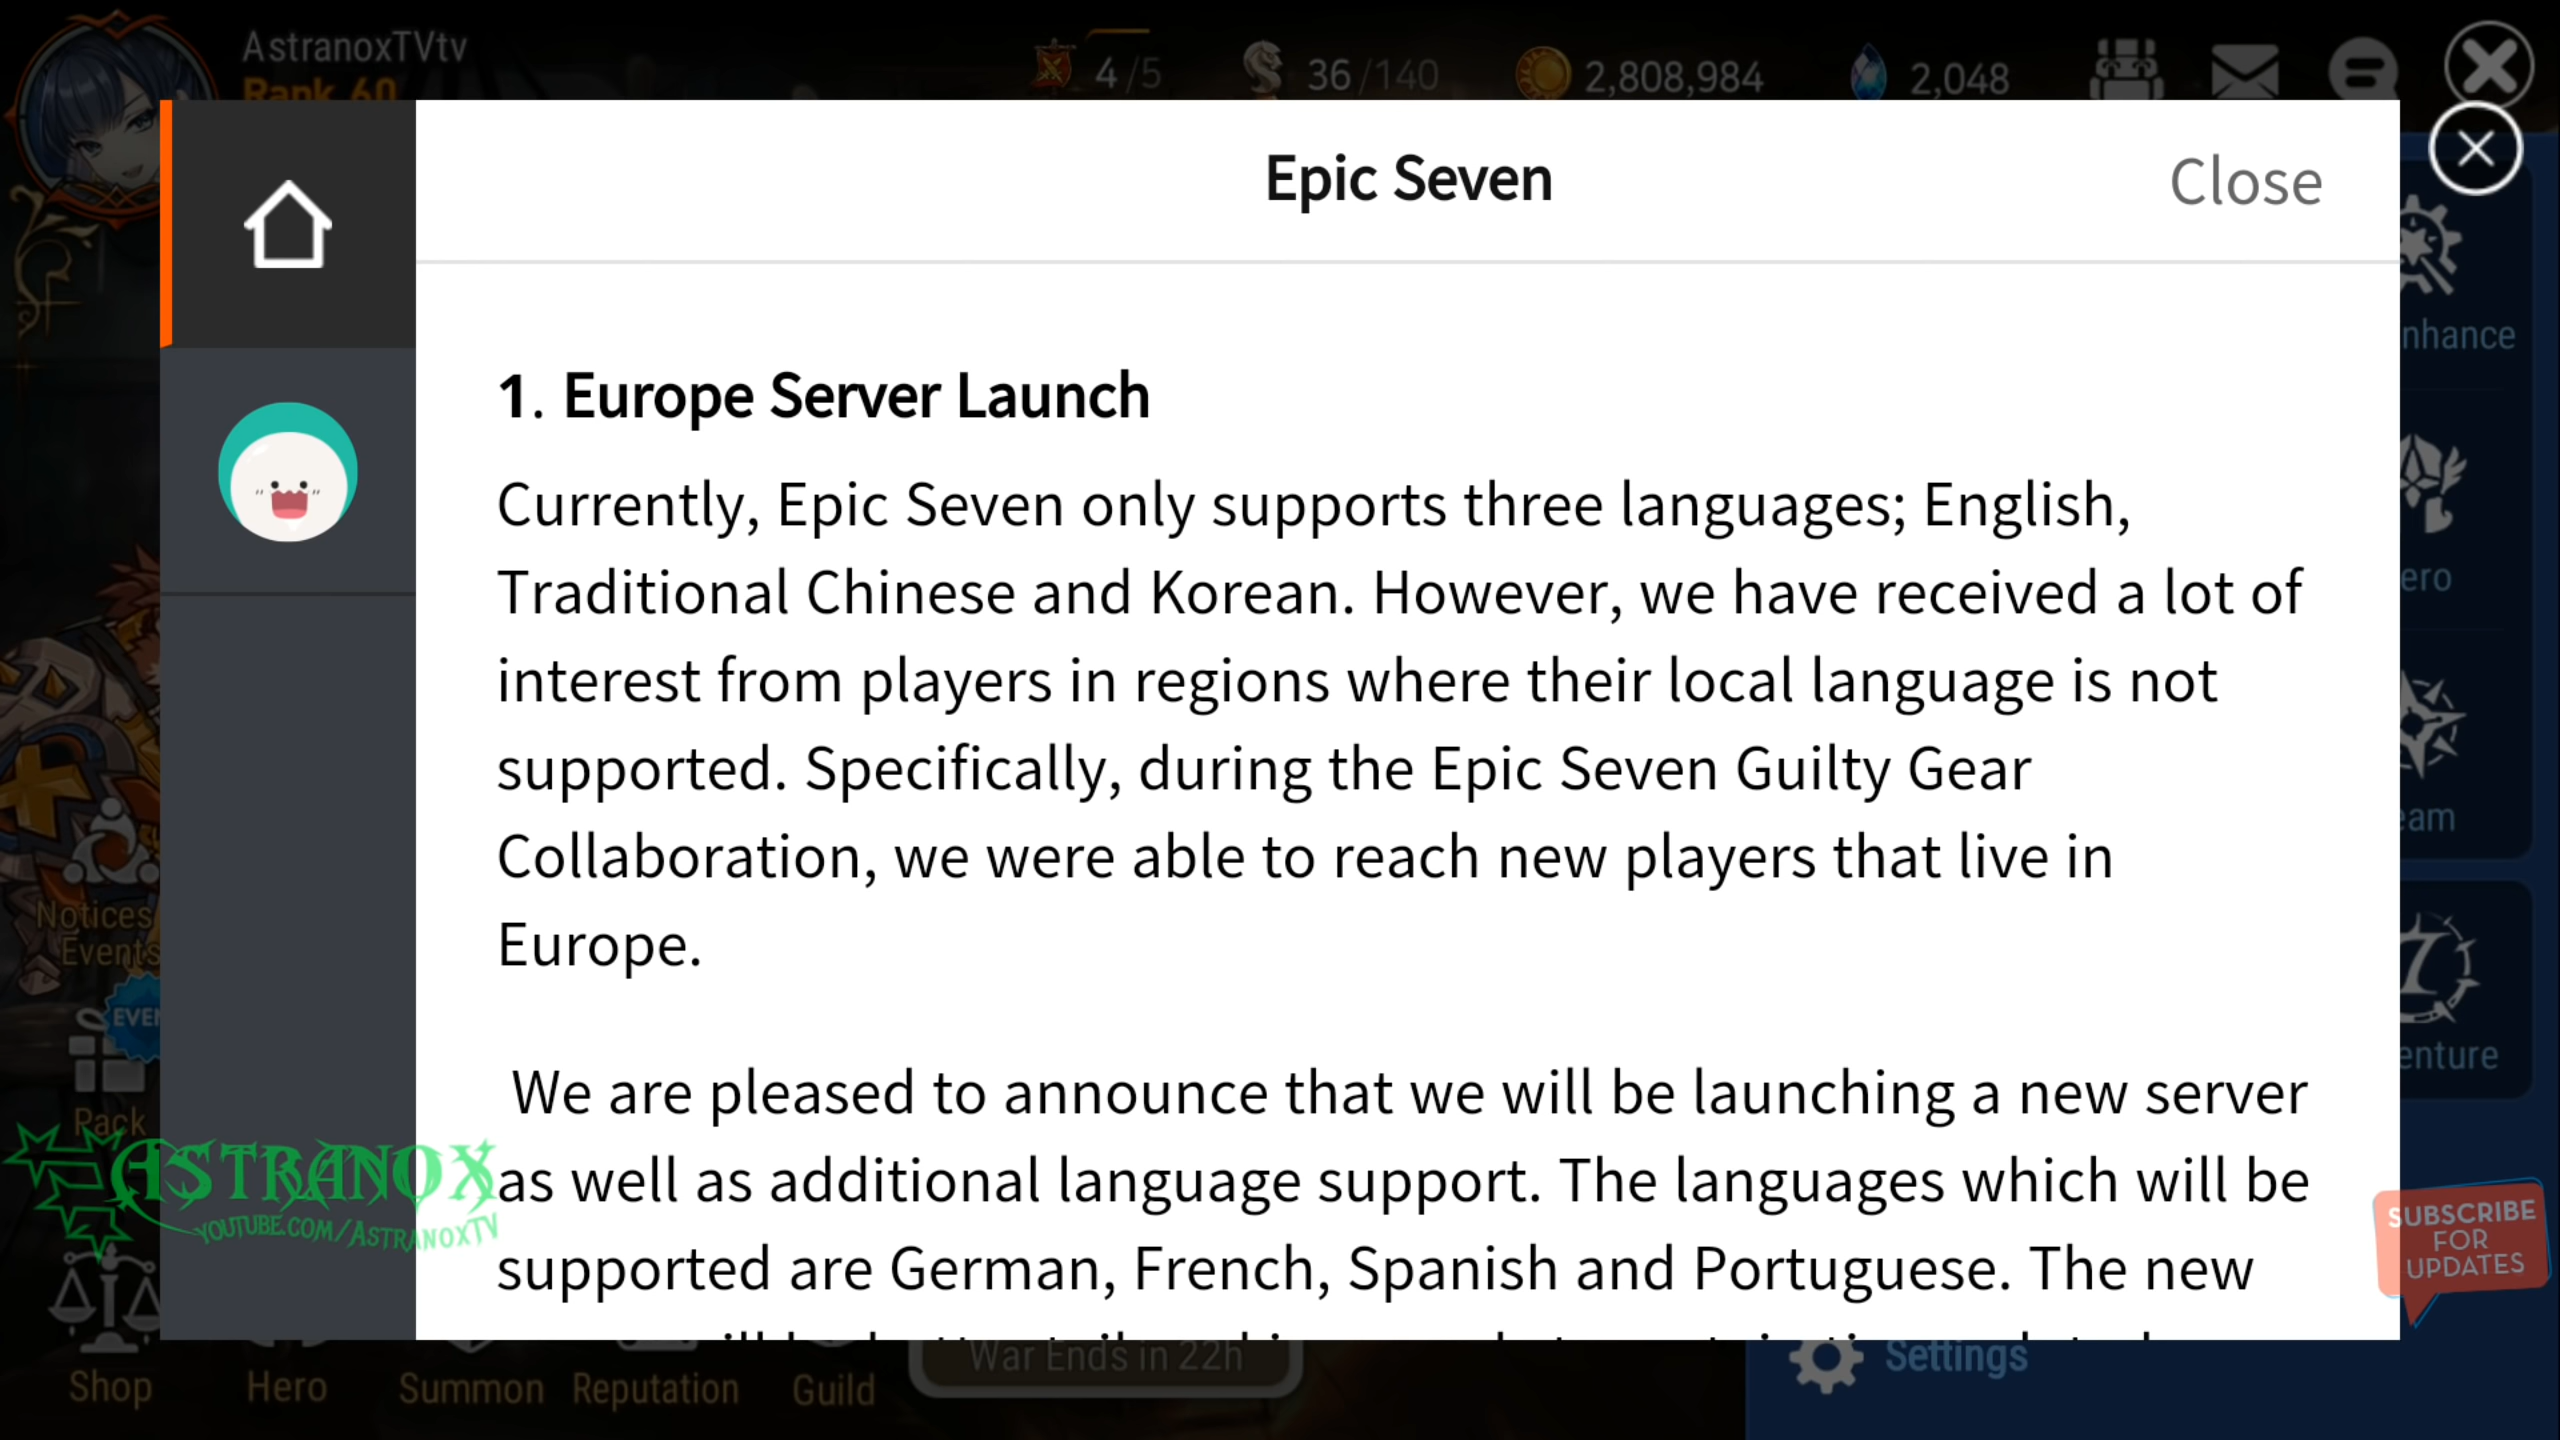 AstranoxTVtv
Rank 60
4/5
36/140
2,808,984
2,048
Epic Seven
Close
1. Europe Server Launch
Currently, Epic Seven only supports three languages; English,
Traditional Chinese and Korean. However, we have received a lot of
interest from players in regions where their local language is not
supported. Specifically, during the Epic Seven Guilty Gear
Collaboration, we were able to reach new players that live in
Europe.
We are pleased to announce that we will be launching a new server
as well as additional language support. The languages which will be
supported are German, French, Spanish and Portuguese. The new
nhance
ero
eam
enture
Notices
Events
EVEN
Pack
ASTRANOX
YOUTUBE.COM/ASTRANOXTV
SUBSCRIBE
FOR
UPDATES
War Ends in 22h
Settings
Shop
Hero
Summon
Reputation
Guild